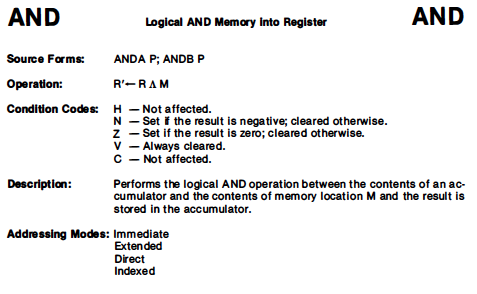 AND Logical AND Memory into Register AND
Source Forms: ANDA P; ANDB P
Operation: R′← R Λ M
Condition Codes: H — Not affected.
N — Set if the result is negative; cleared otherwise.
Z — Set if the result is zero; cleared otherwise.
V — Always cleared.
C — Not affected.
Description: Performs the logical AND operation between the contents of an ac-
cumulator and the contents of memory location M and the result is
stored in the accumulator.
Addressing Modes: Immediate
Extended
Direct
Indexed